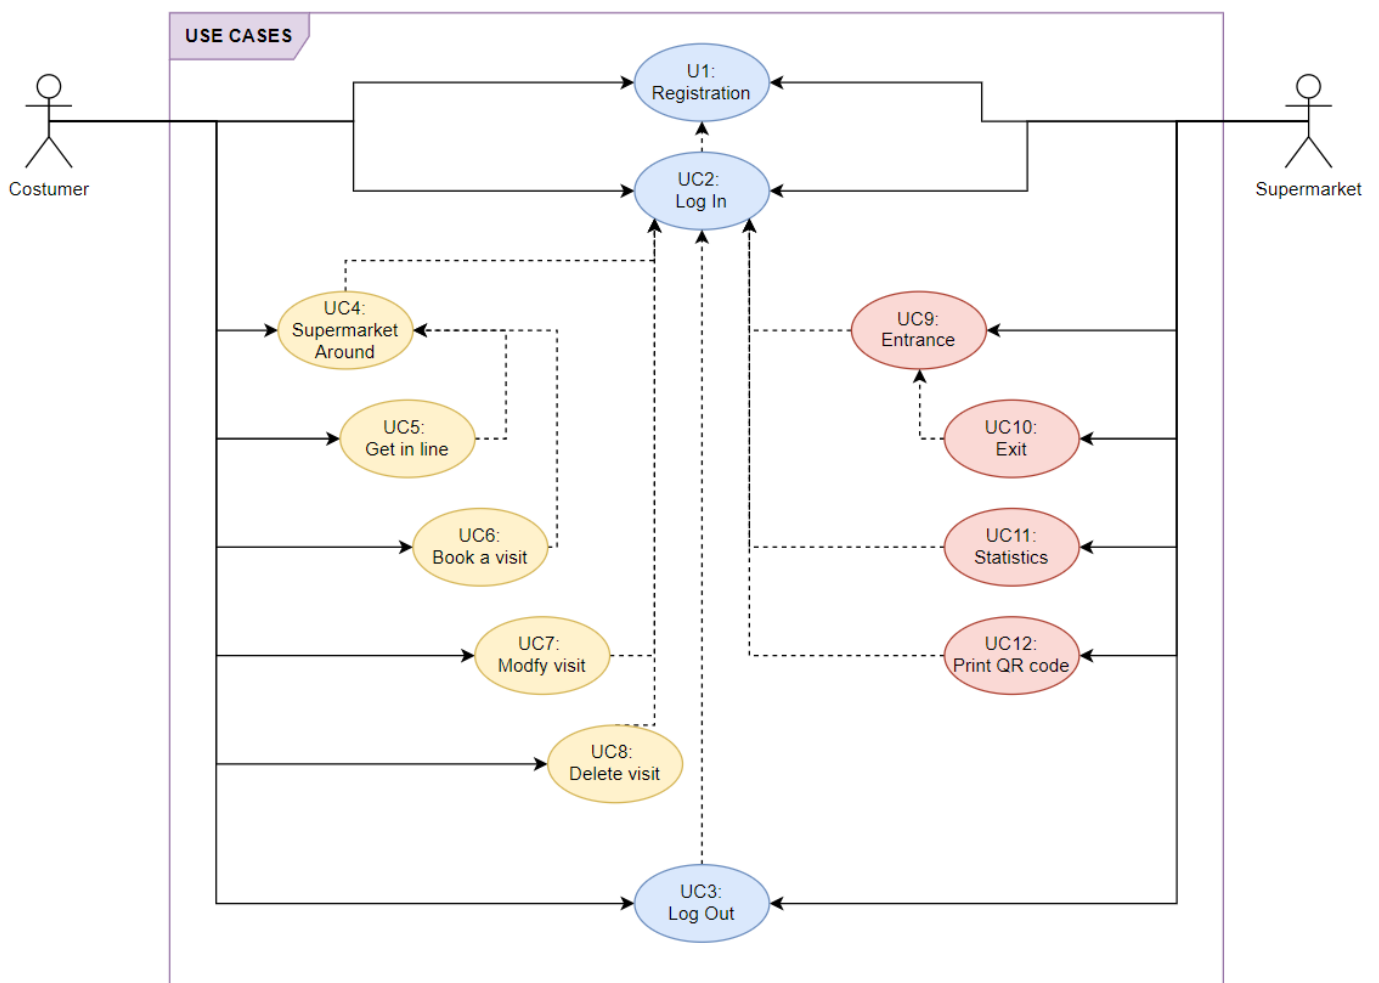 USE CASES
U1:
Registration
Costumer
Supermarket
UC2:
Log In
UC4:
Supermarket
Around
UC9:
Entrance
UC5:
Get in line
UC10:
Exit
UC6:
Book a visit
UC11:
Statistics
UC7:
Modfy visit
UC12:
Print QR code
UC8:
Delete visit
UC3:
Log Out